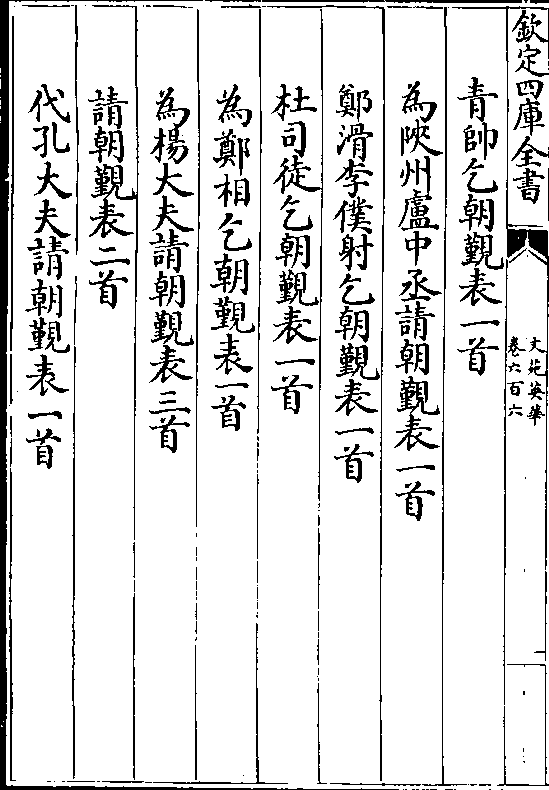 欽定四庫全書
文苑英華
卷六百六
青帥乞朝覲表一首
為陜州盧中丞請朝覲表一首
鄭滑李僕射乞朝覲表一首
杜司徒乞朝覲表一首
為鄭相乞朝覲表一首
為楊大夫請朝覲表三首
請朝覲表二首
代孔大夫請朝覲表一首